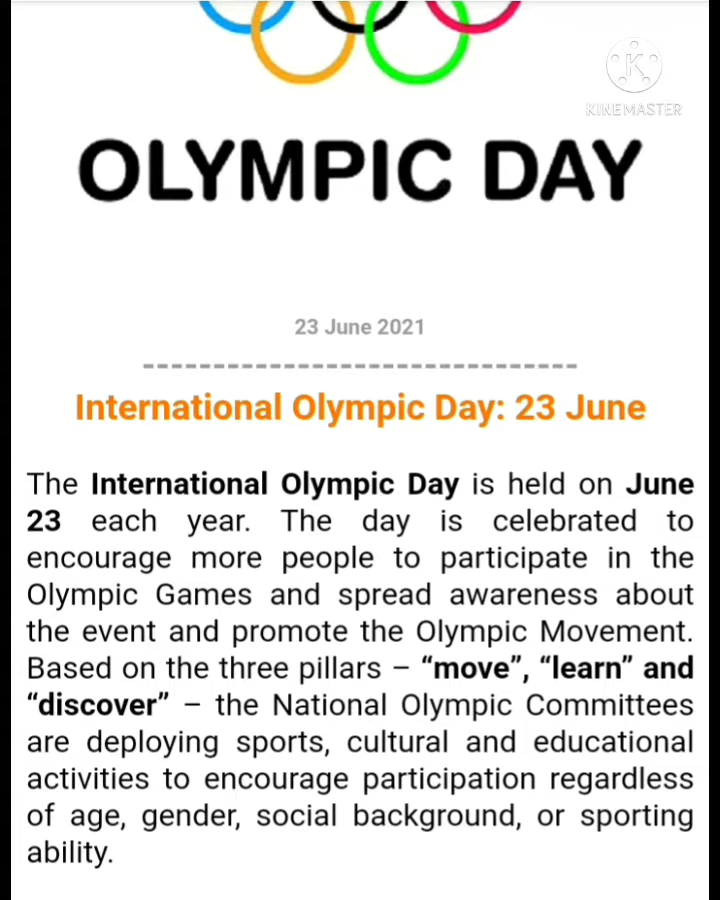 K
KINEMASTER
OLYMPIC DAY
23 June 2021
--------------------------------
International Olympic Day: 23 June
The International Olympic Day is held on June
23 each year. The day is celebrated to
encourage more people to participate in the
Olympic Games and spread awareness about
the event and promote the Olympic Movement.
Based on the three pillars – “move”, “learn” and
“discover” – the National Olympic Committees
are deploying sports, cultural and educational
activities to encourage participation regardless
of age, gender, social background, or sporting
ability.